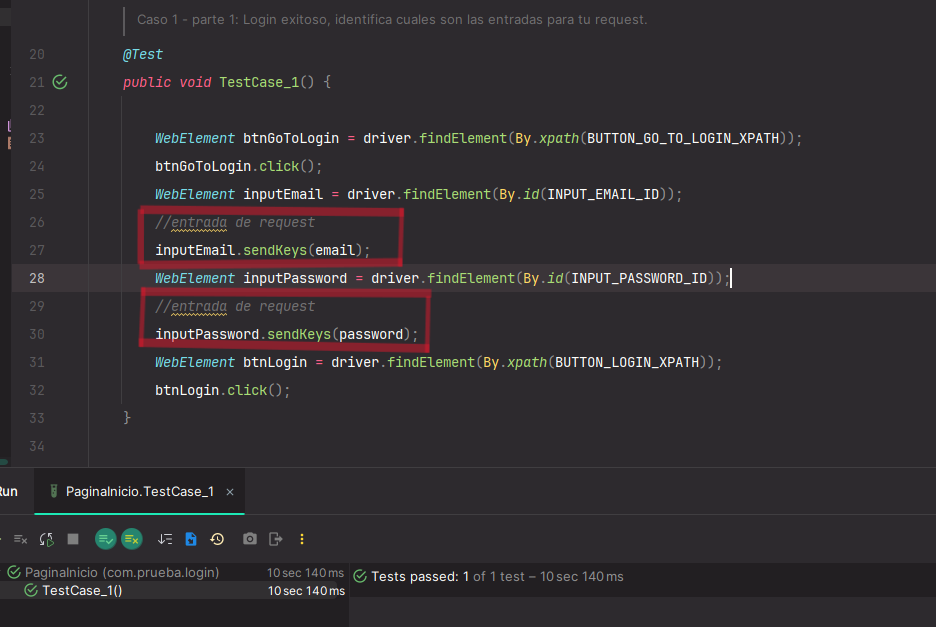 Caso 1 - parte 1: Login exitoso, identifica cuales son las entradas para tu request.
20 @Test
21 public void TestCase_1() {
22
23 WebElement btnGoToLogin = driver.findElement(By.xpath(BUTTON_GO_TO_LOGIN_XPATH));
24 btnGoToLogin.click();
25 WebElement inputEmail = driver.findElement(By.id(INPUT_EMAIL_ID));
26 //entrada de request
27 inputEmail.sendKeys(email);
28 WebElement inputPassword = driver.findElement(By.id(INPUT_PASSWORD_ID));
29 //entrada de request
30 inputPassword.sendKeys(password);
31 WebElement btnLogin = driver.findElement(By.xpath(BUTTON_LOGIN_XPATH));
32 btnLogin.click();
33 }
34
Run PaginaInicio.TestCase_1 ×
PaginaInicio (com.prueba.login) 10 sec 140 ms
Tests passed: 1 of 1 test – 10 sec 140 ms
TestCase_1() 10 sec 140 ms